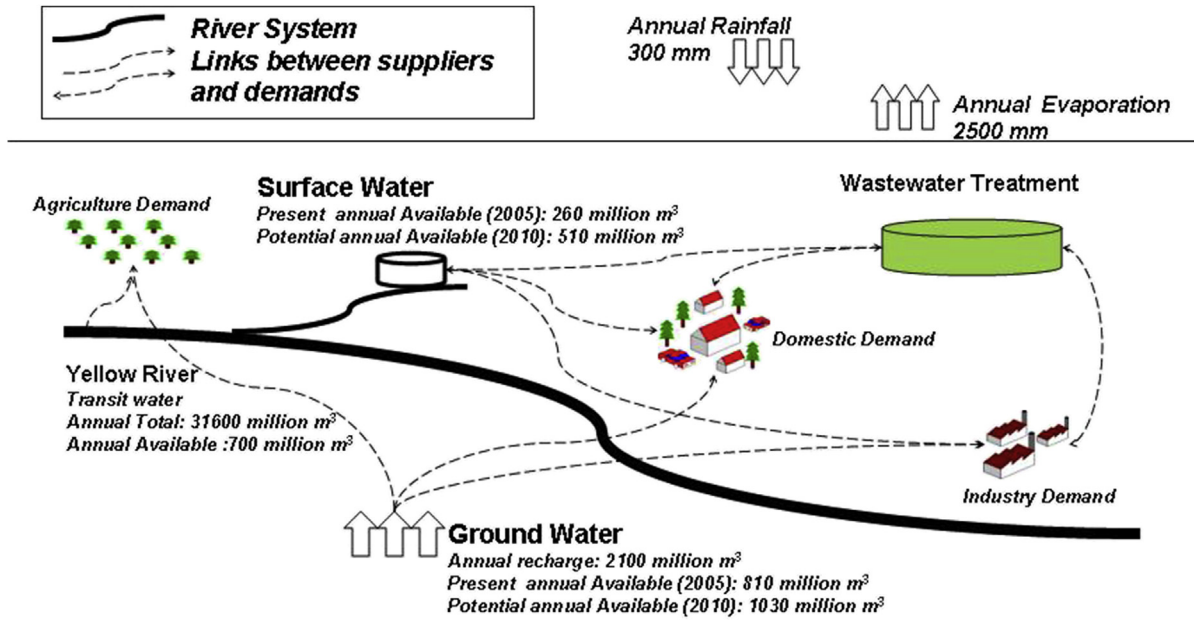 River System
Links between suppliers
and demands
Annual Rainfall
300 mm
Annual Evaporation
2500 mm
Agriculture Demand
Surface Water
Present annual Available (2005): 260 million m³
Potential annual Available (2010): 510 million m³
Wastewater Treatment
Domestic Demand
Yellow River
Transit water
Annual Total: 31600 million m³
Annual Available :700 million m³
Industry Demand
Ground Water
Annual recharge: 2100 million m³
Present annual Available (2005): 810 million m³
Potential annual Available (2010): 1030 million m³